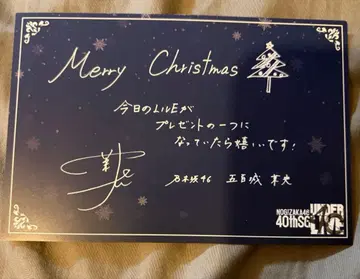 Merry Christmas
今日のLIVEが
プレゼントの一つに
なっていたら嬉しいです!
乃木坂46 五百城 茉央
NOGIZAKA46
40thSG
UNDER
LIVE